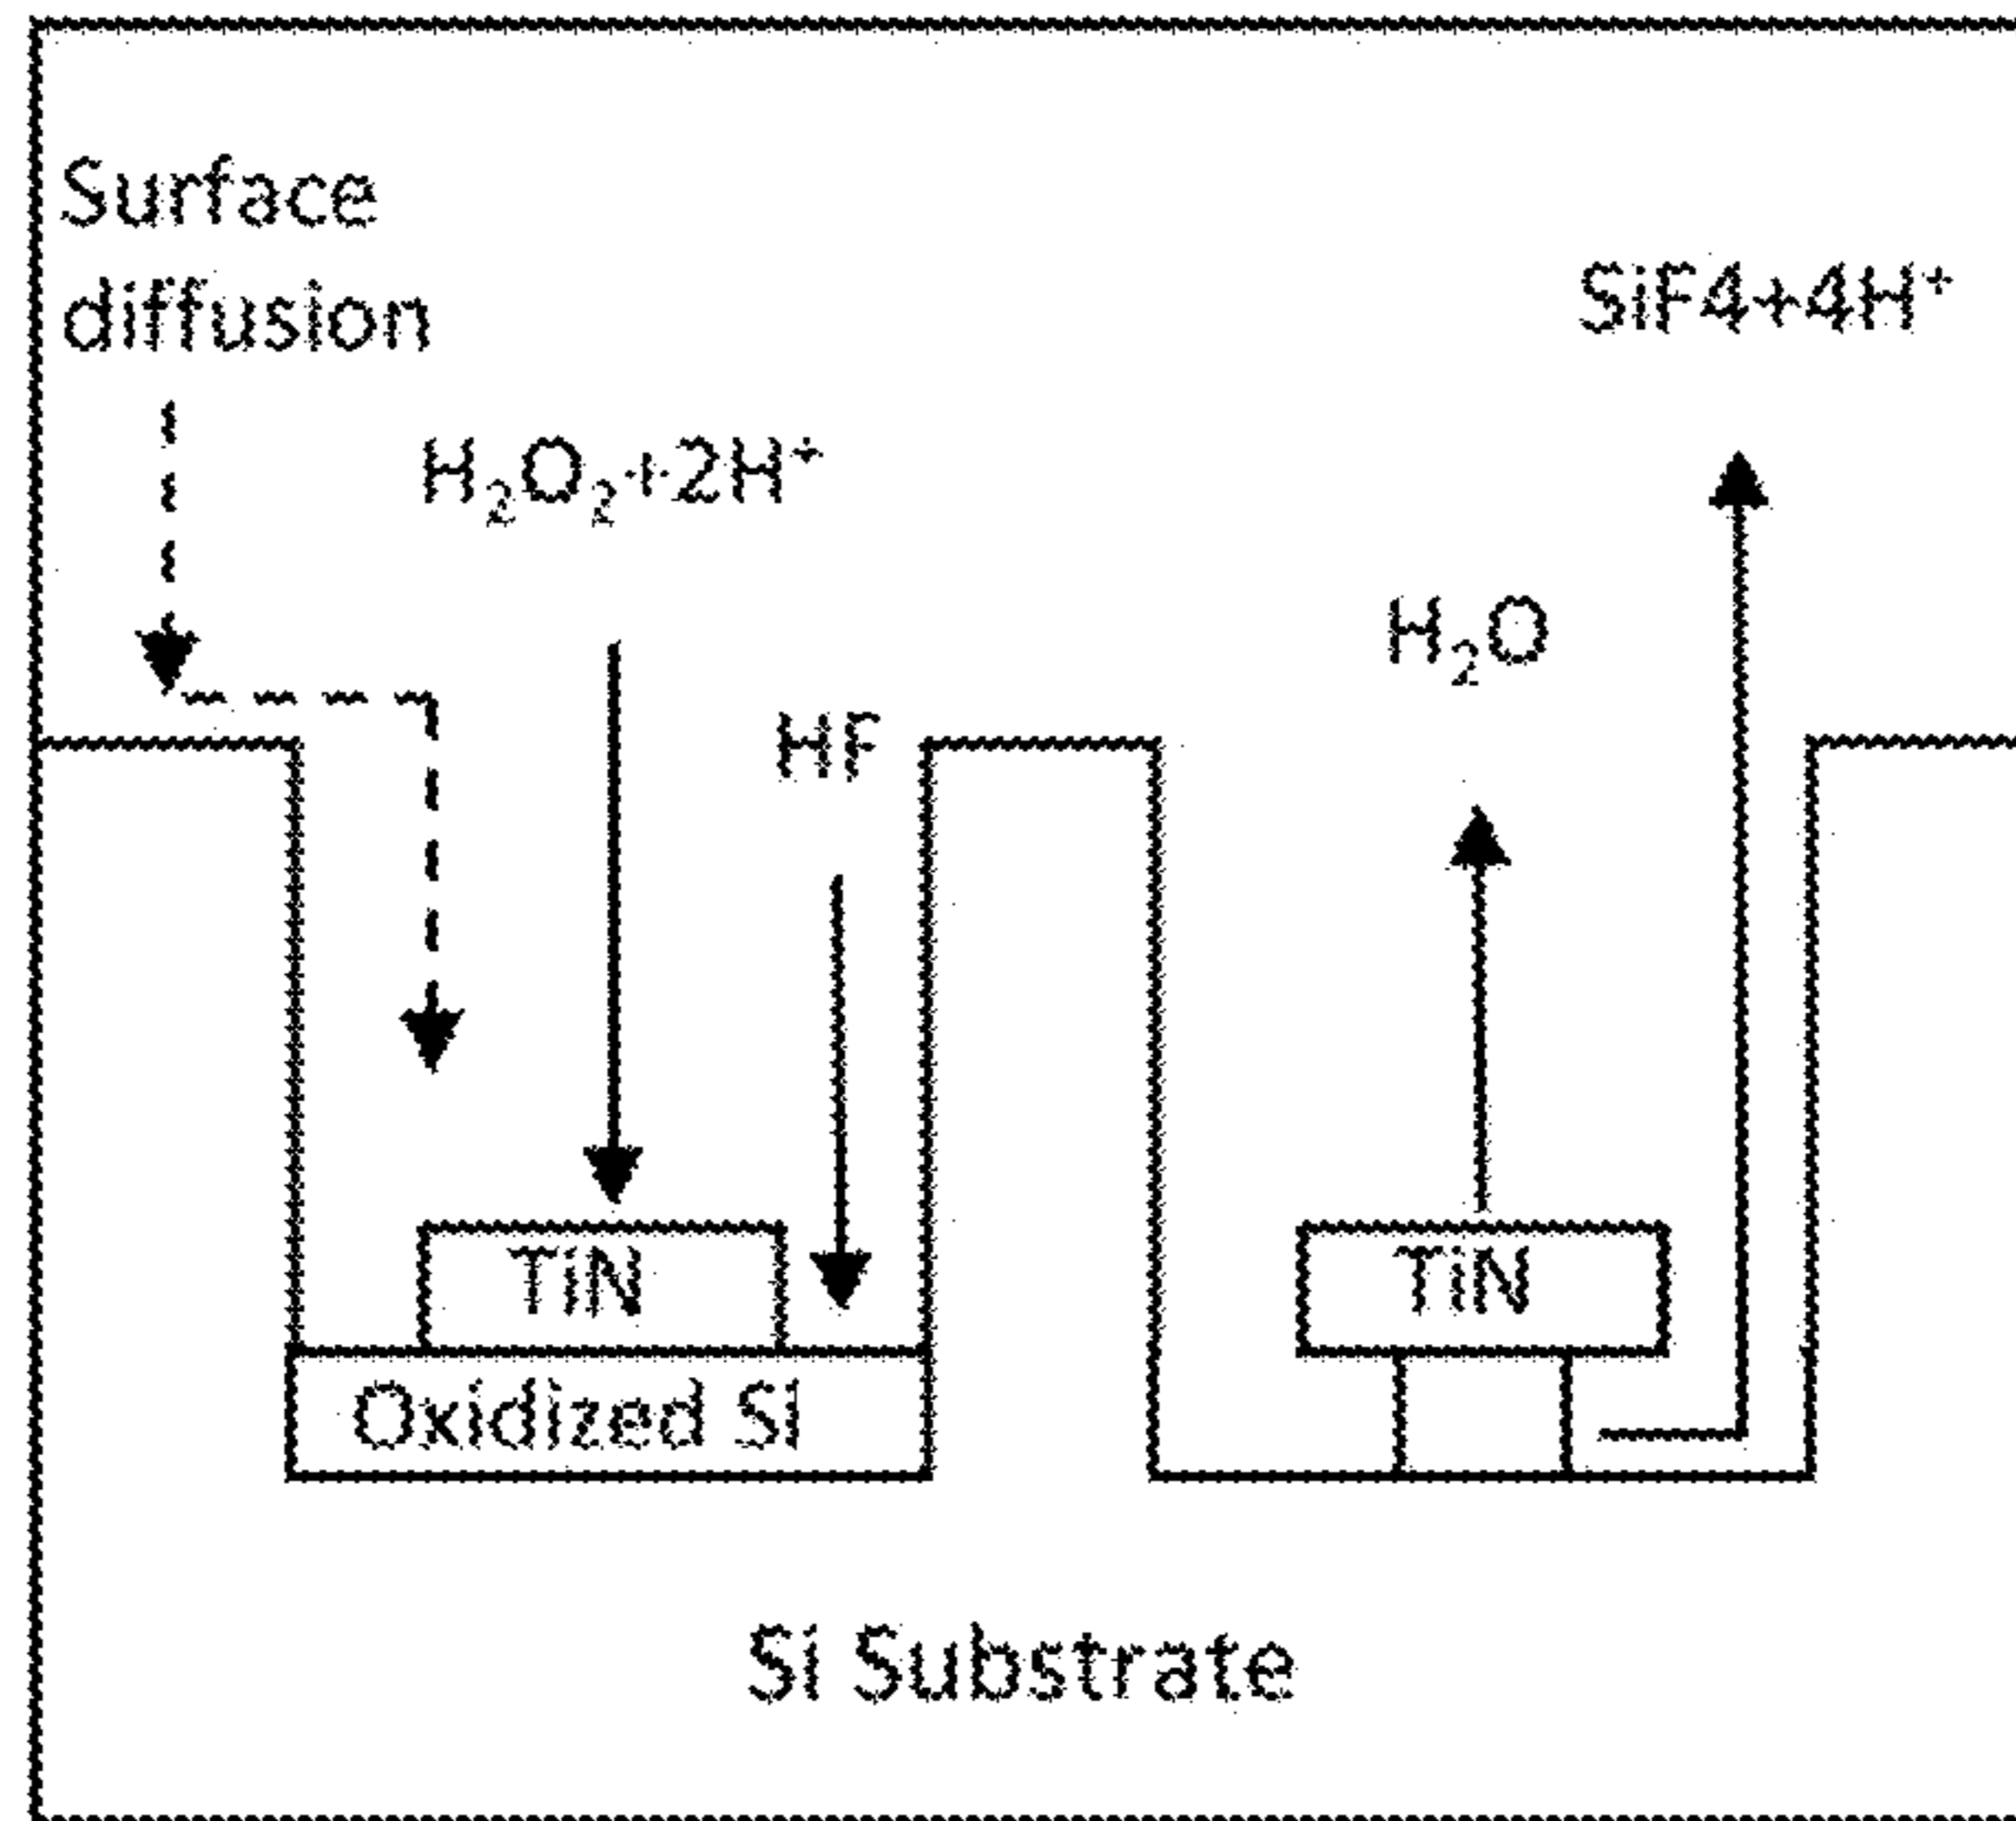 Surface
diffusion
SiF4+4H⁺
H₂O₂+2H⁺
H₂O
HF
TiN
TiN
Oxidized Si
Si Substrate